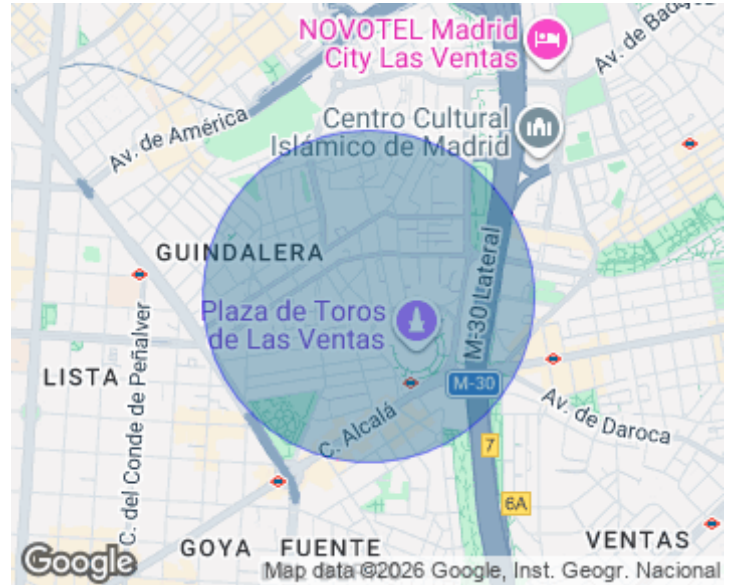 NOVOTEL Madrid
City Las Ventas
Av. de
Centro Cultural
Islámico de Madrid
Av. de América
GUINDALERA
M-30 Lateral
Plaza de Toros
de Las Ventas
LISTA
C. del Conde de Peñalver
M-30
C. Alcalá
Av. de Daroca
7
6A
GOYA
FUENTE
VENTAS
Google
Map data ©2026 Google, Inst. Geogr. Nacional